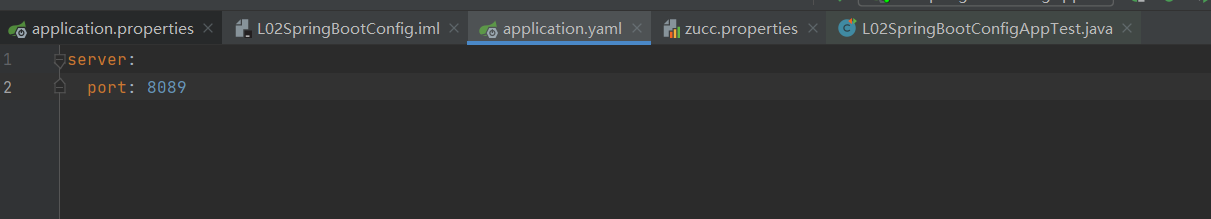 application.properties L02SpringBootConfig.iml application.yaml zucc.properties L02SpringBootConfigAppTest.java
1 server:
2 port: 8089